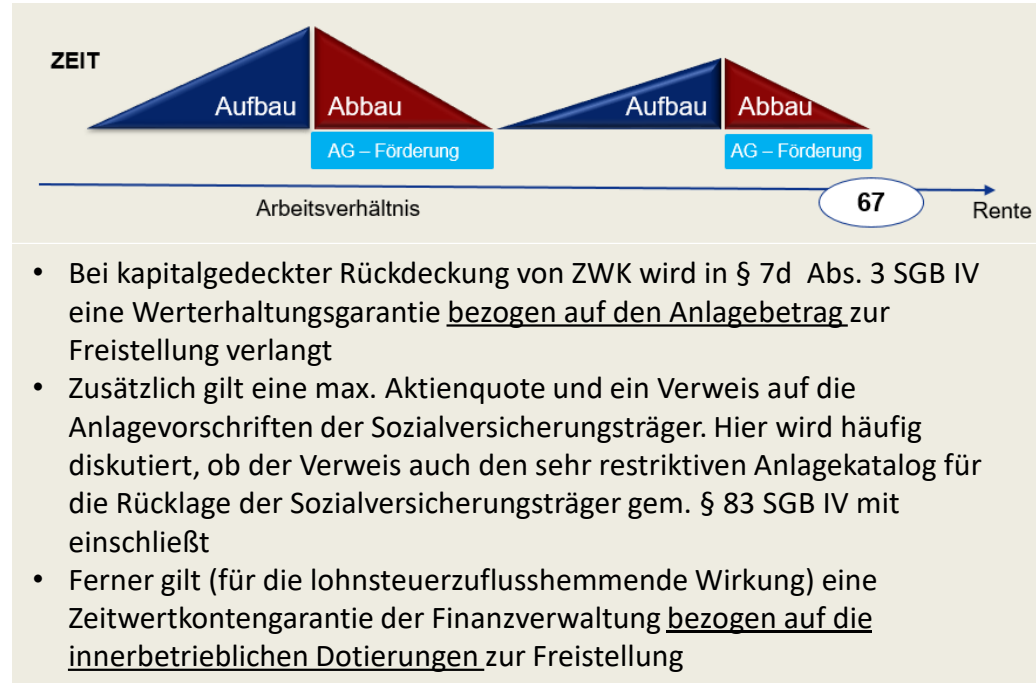 ZEIT
Aufbau Abbau Aufbau Abbau
AG – Förderung AG – Förderung
67
Arbeitsverhältnis Rente
• Bei kapitalgedeckter Rückdeckung von ZWK wird in § 7d Abs. 3 SGB IV
eine Werterhaltungsgarantie bezogen auf den Anlagebetrag zur
Freistellung verlangt
• Zusätzlich gilt eine max. Aktienquote und ein Verweis auf die
Anlagevorschriften der Sozialversicherungsträger. Hier wird häufig
diskutiert, ob der Verweis auch den sehr restriktiven Anlagekatalog für
die Rücklage der Sozialversicherungsträger gem. § 83 SGB IV mit
einschließt
• Ferner gilt (für die lohnsteuerzuflusshemmende Wirkung) eine
Zeitwertkontengarantie der Finanzverwaltung bezogen auf die
innerbetrieblichen Dotierungen zur Freistellung